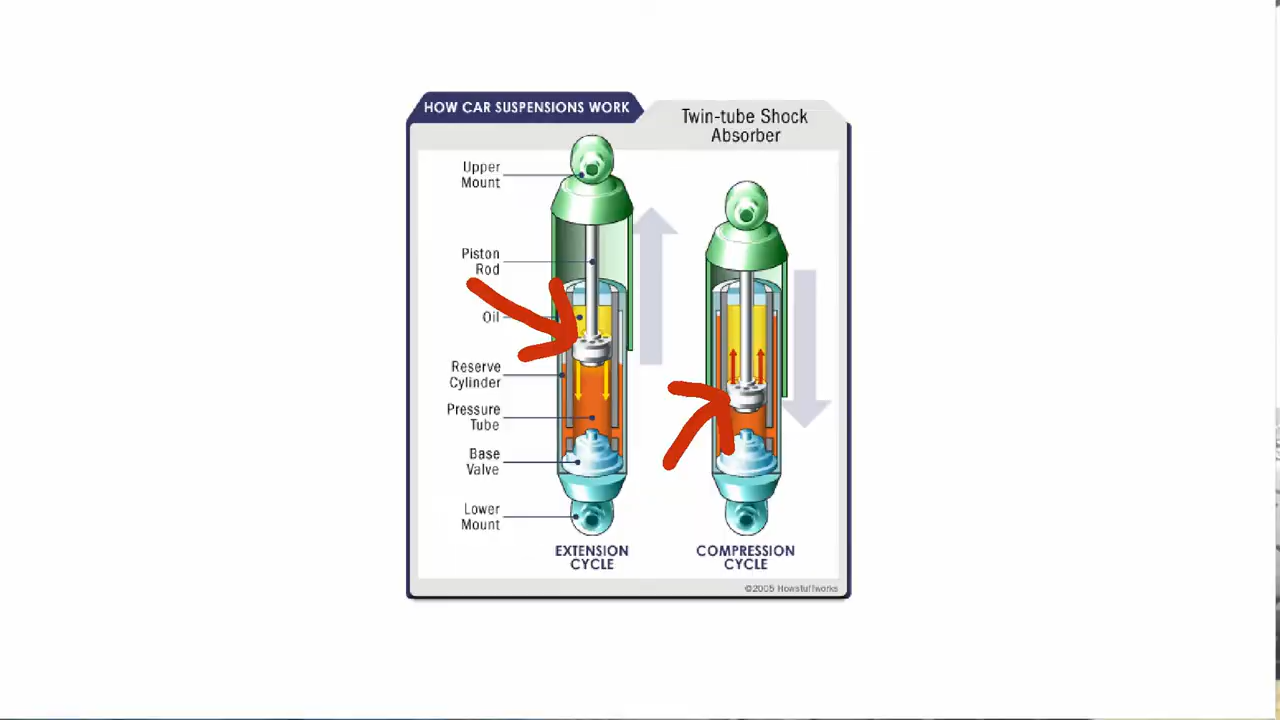 HOW CAR SUSPENSIONS WORK
Twin-tube Shock
Absorber
Upper
Mount
Piston
Rod
Oil
Reserve
Cylinder
Pressure
Tube
Base
Valve
Lower
Mount
EXTENSION
CYCLE
COMPRESSION
CYCLE
©2005 Howstuffworks